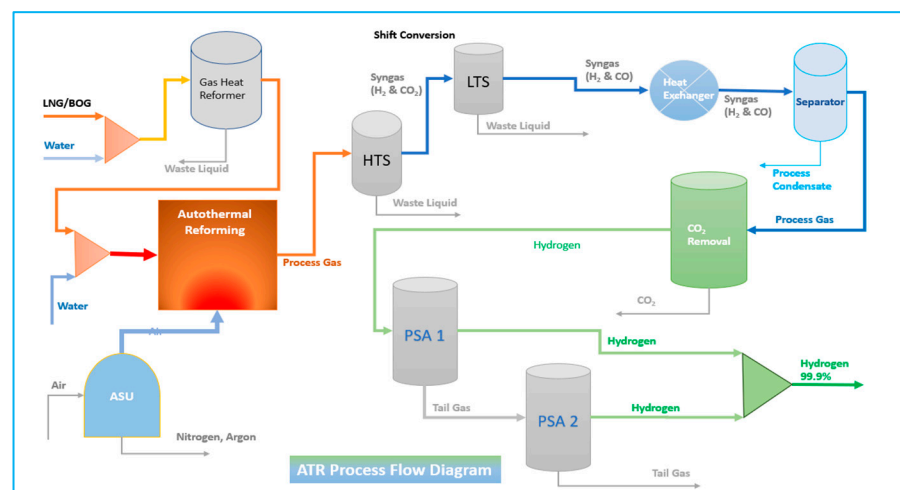 Shift Conversion
Gas Heat
Reformer
LNG/BOG
Water
Waste Liquid
Syngas
(H₂ & CO₂)
LTS
Syngas
(H₂ & CO)
Heat
Exchanger
Syngas
(H₂ & CO)
Separator
Waste Liquid
HTS
Waste Liquid
Process
Condensate
Autothermal
Reforming
Process Gas
Water
Hydrogen
CO₂
Removal
Process Gas
CO₂
Air
Air
ASU
Nitrogen, Argon
PSA 1
Hydrogen
Tail Gas
PSA 2
Hydrogen
Hydrogen
99.9%
Tail Gas
ATR Process Flow Diagram